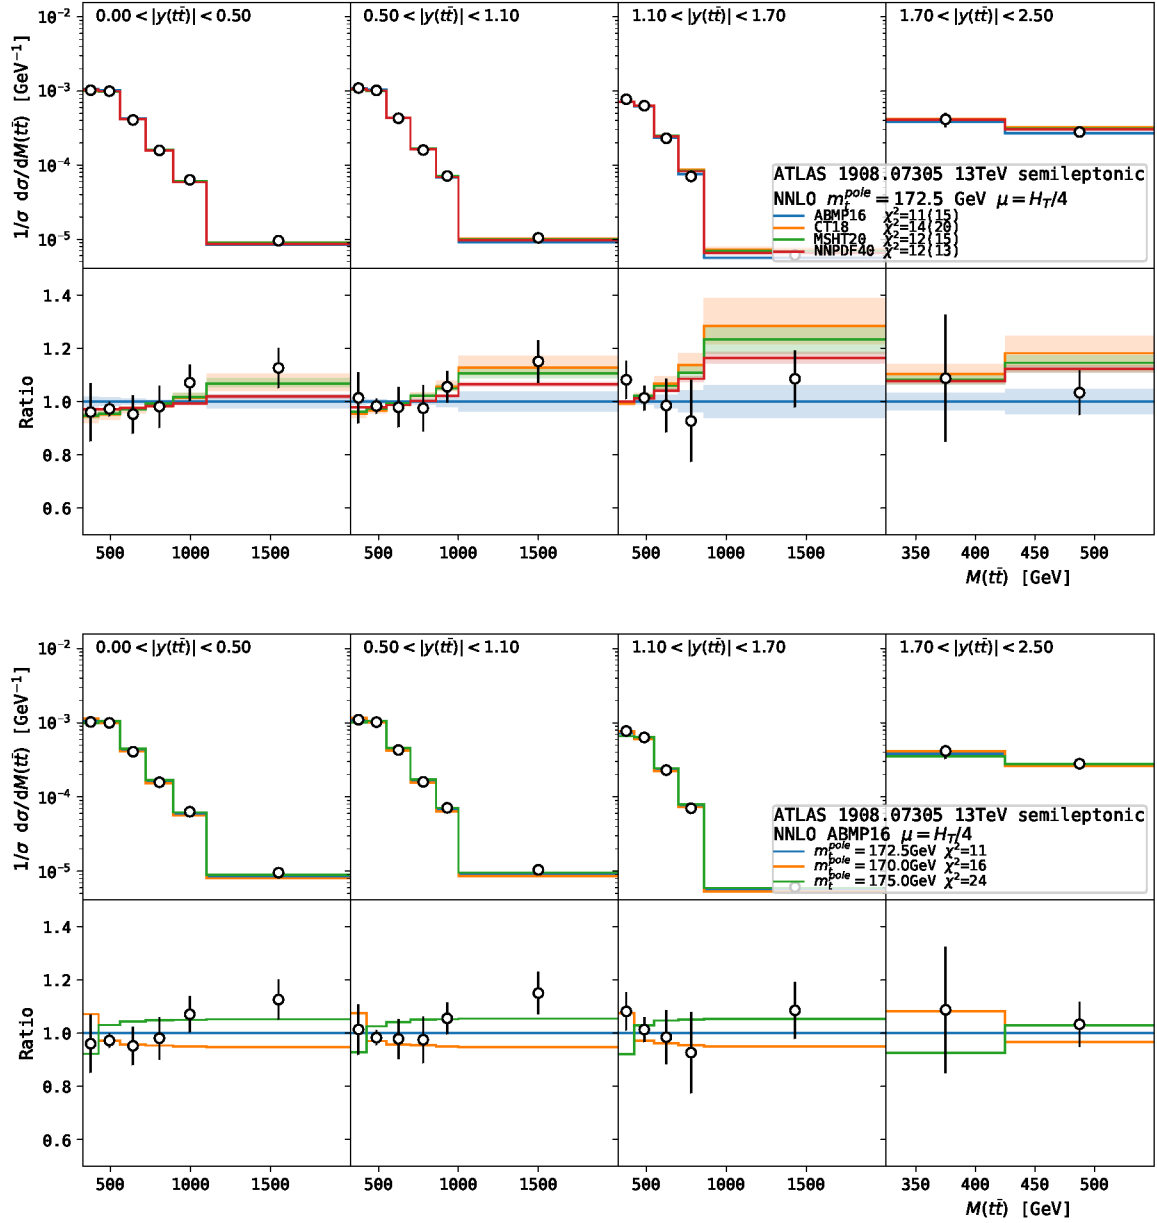 0.00 < |y(tt̄)| < 0.50
0.50 < |y(tt̄)| < 1.10
1.10 < |y(tt̄)| < 1.70
1.70 < |y(tt̄)| < 2.50
1/σ dσ/dM(tt̄) [GeV⁻¹]
10⁻²
10⁻³
10⁻⁴
10⁻⁵
ATLAS 1908.07305 13TeV semileptonic
NNLO m_t^pole = 172.5 GeV μ = H_T/4
ABMP16 χ²=11(15)
CT18 χ²=14(20)
MSHT20 χ²=12(15)
NNPDF40 χ²=12(13)
Ratio
1.4
1.2
1.0
0.8
0.6
500 1000 1500 500 1000 1500 500 1000 1500 350 400 450 500
M(tt̄) [GeV]
0.00 < |y(tt̄)| < 0.50
0.50 < |y(tt̄)| < 1.10
1.10 < |y(tt̄)| < 1.70
1.70 < |y(tt̄)| < 2.50
1/σ dσ/dM(tt̄) [GeV⁻¹]
10⁻²
10⁻³
10⁻⁴
10⁻⁵
ATLAS 1908.07305 13TeV semileptonic
NNLO ABMP16 μ = H_T/4
m_t^pole = 172.5GeV χ²=11
m_t^pole = 170.0GeV χ²=16
m_t^pole = 175.0GeV χ²=24
Ratio
1.4
1.2
1.0
0.8
0.6
500 1000 1500 500 1000 1500 500 1000 1500 350 400 450 500
M(tt̄) [GeV]